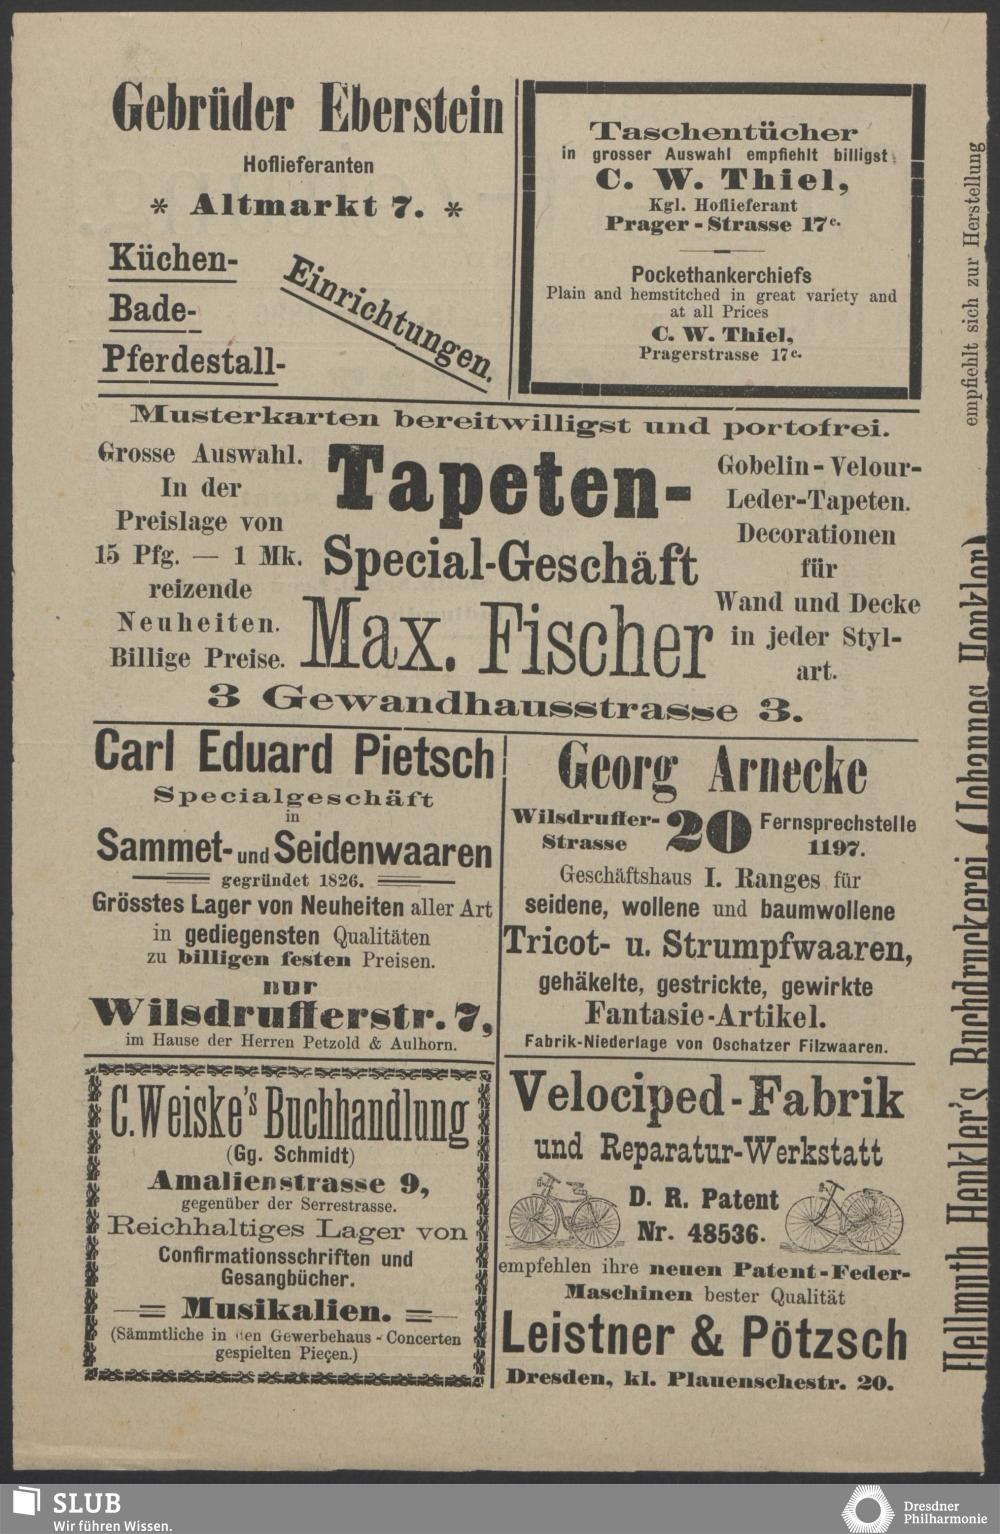 Gebrüder Eberstein
Hoflieferanten
* Altmarkt 7. *
Küchen-
Bade-
Pferdestall-
Einrichtungen.
Taschentücher
in grosser Auswahl empfiehlt billigst
C. W. Thiel,
Kgl. Hoflieferant
Prager-Strasse 17c.
Pockethankerchiefs
Plain and hemstitched in great variety and
at all Prices
C. W. Thiel,
Pragerstrasse 17c.
Musterkarten bereitwilligst und portofrei.
Grosse Auswahl.
In der
Preislage von
15 Pfg. — 1 Mk.
reizende
Neuheiten.
Billige Preise.
Tapeten-
Special-Geschäft
Max. Fischer
Gobelin-Velour-
Leder-Tapeten.
Decorationen
für
Wand und Decke
in jeder Styl-
art.
3 Gewandhausstrasse 3.
Carl Eduard Pietsch
Specialgeschäft
in
Sammet- und Seidenwaaren
gegründet 1826.
Grösstes Lager von Neuheiten aller Art
in gediegensten Qualitäten
zu billigen festen Preisen.
nur
Wilsdrufferstr. 7,
im Hause der Herren Petzold & Aulhorn.
Georg Arnecke
Wilsdruffer-
Strasse
20
Fernsprechstelle
1197.
Geschäftshaus I. Ranges für
seidene, wollene und baumwollene
Tricot- u. Strumpfwaaren,
gehäkelte, gestrickte, gewirkte
Fantasie-Artikel.
Fabrik-Niederlage von Oschatzer Filzwaaren.
C. Weiske's Buchhandlung
(Gg. Schmidt)
Amalienstrasse 9,
gegenüber der Serrestrasse.
Reichhaltiges Lager von
Confirmationsschriften und
Gesangbücher.
Musikalien.
(Sämmtliche in den Gewerbehaus-Concerten
gespielten Pieçen.)
Velociped-Fabrik
und Reparatur-Werkstatt
D. R. Patent
Nr. 48536.
empfehlen ihre neuen Patent-Feder-
Maschinen bester Qualität
Leistner & Pötzsch
Dresden, kl. Plauenschestr. 20.
Hellmuth Henkler's Buchdruckerei (Johannes Henkler)
empfiehlt sich zur Herstellung
SLUB
Wir führen Wissen.
Dresdner
Philharmonie